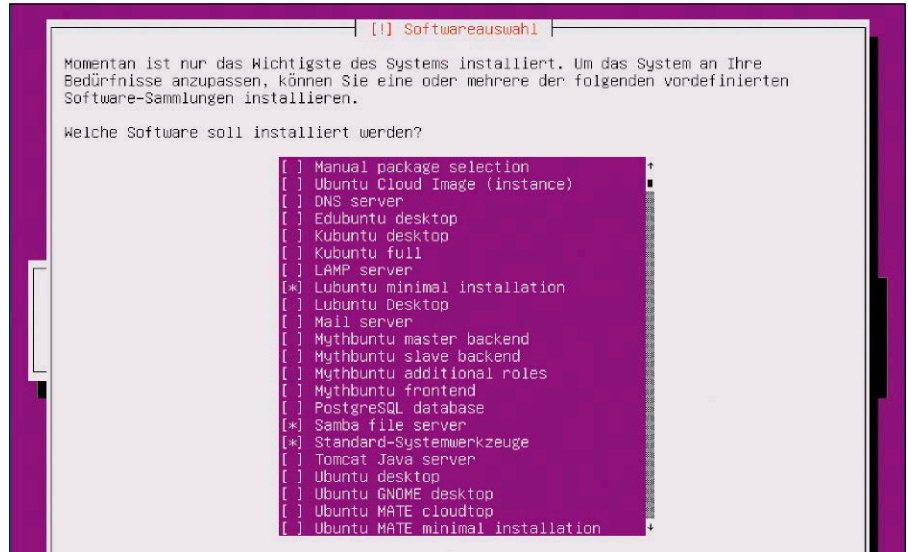 [!] Softwareauswahl
Momentan ist nur das Wichtigste des Systems installiert. Um das System an Ihre
Bedürfnisse anzupassen, können Sie eine oder mehrere der folgenden vordefinierten
Software-Sammlungen installieren.
Welche Software soll installiert werden?
[ ] Manual package selection
[ ] Ubuntu Cloud Image (instance)
[ ] DNS server
[ ] Edubuntu desktop
[ ] Kubuntu desktop
[ ] Kubuntu full
[ ] LAMP server
[*] Lubuntu minimal installation
[ ] Lubuntu Desktop
[ ] Mail server
[ ] Mythbuntu master backend
[ ] Mythbuntu slave backend
[ ] Mythbuntu additional roles
[ ] Mythbuntu frontend
[ ] PostgreSQL database
[*] Samba file server
[*] Standard-Systemwerkzeuge
[ ] Tomcat Java server
[ ] Ubuntu desktop
[ ] Ubuntu GNOME desktop
[ ] Ubuntu MATE cloudtop
[ ] Ubuntu MATE minimal installation